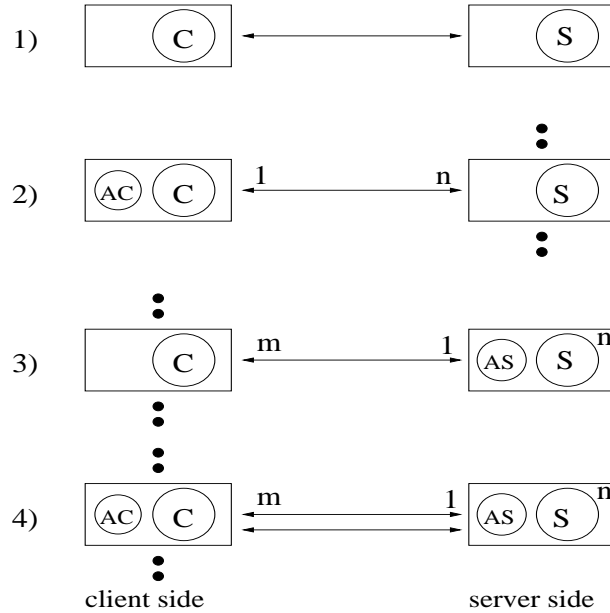 1) C S
2) AC C 1 n S
3) C m 1 AS S n
4) AC C m 1 AS S n
client side server side